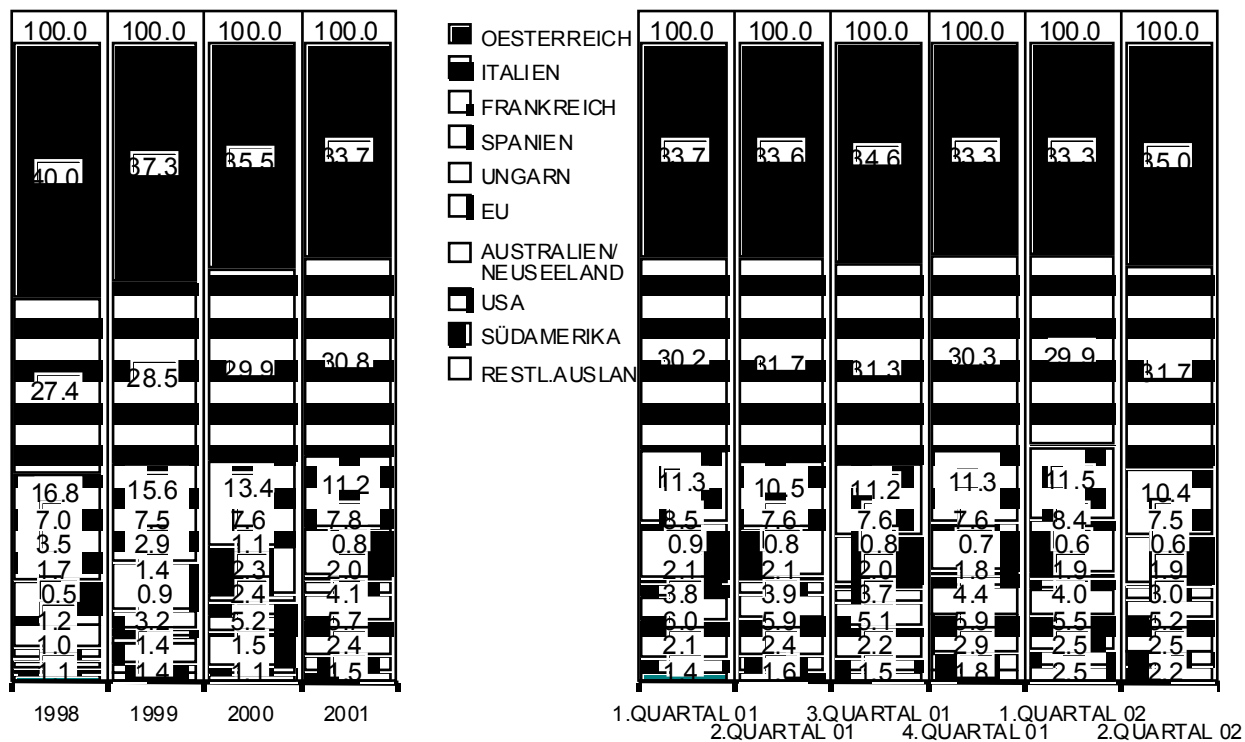 100.0 100.0 100.0 100.0
40.0 37.3 35.5 33.7
27.4 28.5 29.9 30.8
16.8 15.6 13.4 11.2
7.0 7.5 7.6 7.8
3.5 2.9 1.1 0.8
1.7 1.4 2.3 2.0
0.5 0.9 2.4 4.1
1.2 3.2 5.2 5.7
1.0 1.4 1.5 2.4
1.1 1.4 1.1 1.5
1998 1999 2000 2001
OESTERREICH
ITALIEN
FRANKREICH
SPANIEN
UNGARN
EU
AUSTRALIEN/
NEUSEELAND
USA
SÜDAMERIKA
RESTL.AUSLAN
100.0 100.0 100.0 100.0 100.0 100.0
33.7 33.6 34.6 33.3 33.3 35.0
30.2 31.7 31.3 30.3 29.9 31.7
11.3 10.5 11.2 11.3 11.5 10.4
8.5 7.6 7.6 7.6 8.4 7.5
0.9 0.8 0.8 0.7 0.6 0.6
2.1 2.1 2.0 1.8 1.9 1.9
3.8 3.9 3.7 4.4 4.0 3.0
6.0 5.9 5.1 5.9 5.5 5.2
2.1 2.4 2.2 2.9 2.5 2.5
1.4 1.6 1.5 1.8 2.5 2.2
1.QUARTAL 01 3.QUARTAL 01 1.QUARTAL 02
2.QUARTAL 01 4.QUARTAL 01 2.QUARTAL 02